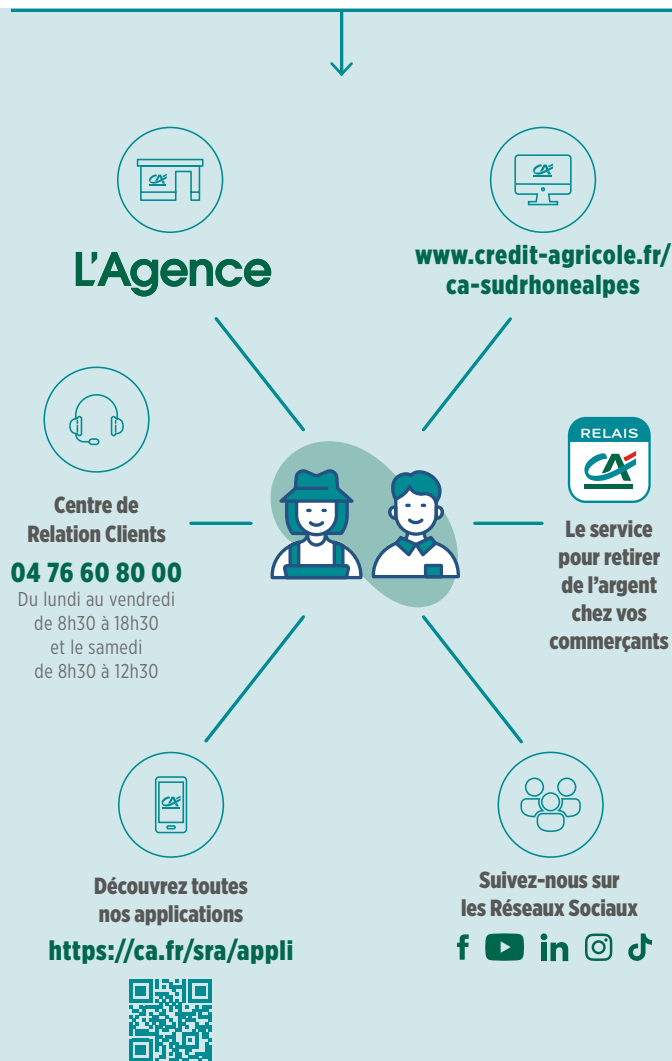 L'Agence
www.credit-agricole.fr/
ca-sudrhonealpes
Centre de
Relation Clients
04 76 60 80 00
Du lundi au vendredi
de 8h30 à 18h30
et le samedi
de 8h30 à 12h30
RELAIS
CA
Le service
pour retirer
de l'argent
chez vos
commerçants
Découvrez toutes
nos applications
https://ca.fr/sra/appli
Suivez-nous sur
les Réseaux Sociaux